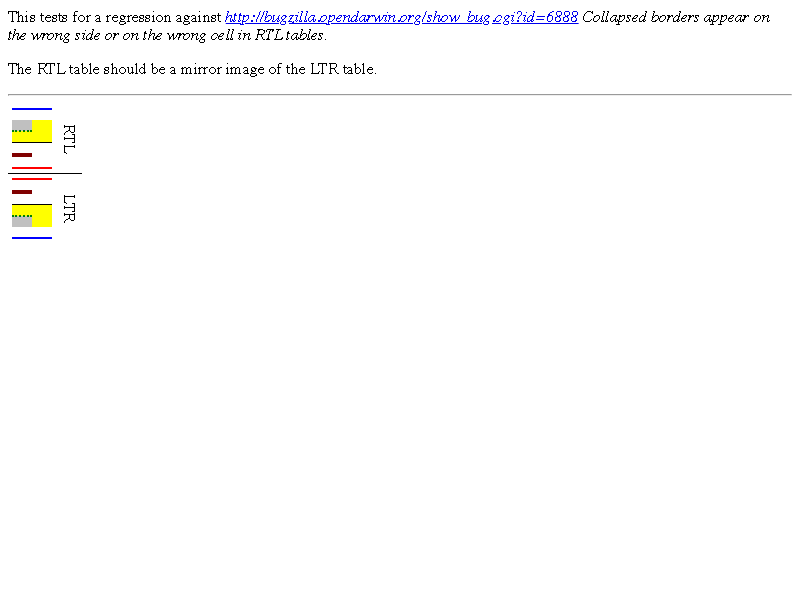 This tests for a regression against http://bugzilla.opendarwin.org/show_bug.cgi?id=6888 Collapsed borders appear on
the wrong side or on the wrong cell in RTL tables.
The RTL table should be a mirror image of the LTR table.
RTL
LTR